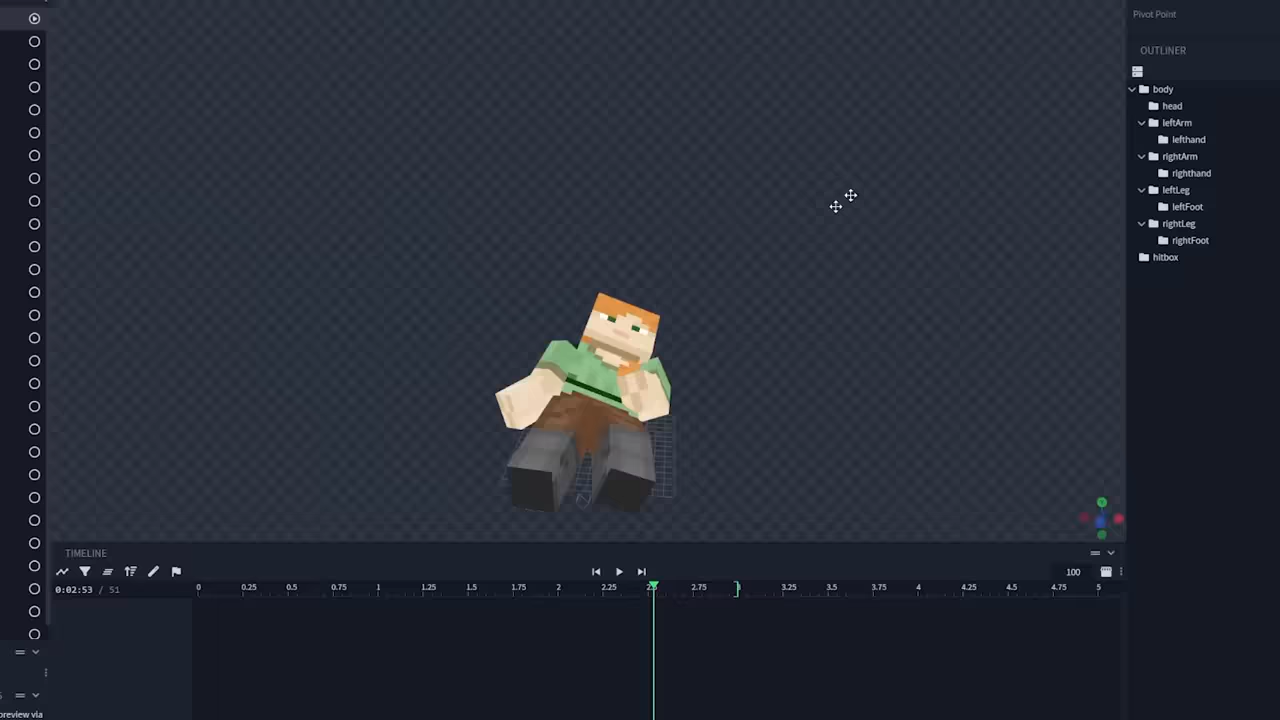 Pivot Point
OUTLINER
body
head
leftArm
lefthand
rightArm
righthand
leftLeg
leftFoot
rightLeg
rightFoot
hitbox
TIMELINE
100
0:02:53 / 51
0 0.25 0.5 0.75 1 1.25 1.5 1.75 2 2.25 2.75 3.25 3.5 3.75 4 4.25 4.5 4.75 5
preview via